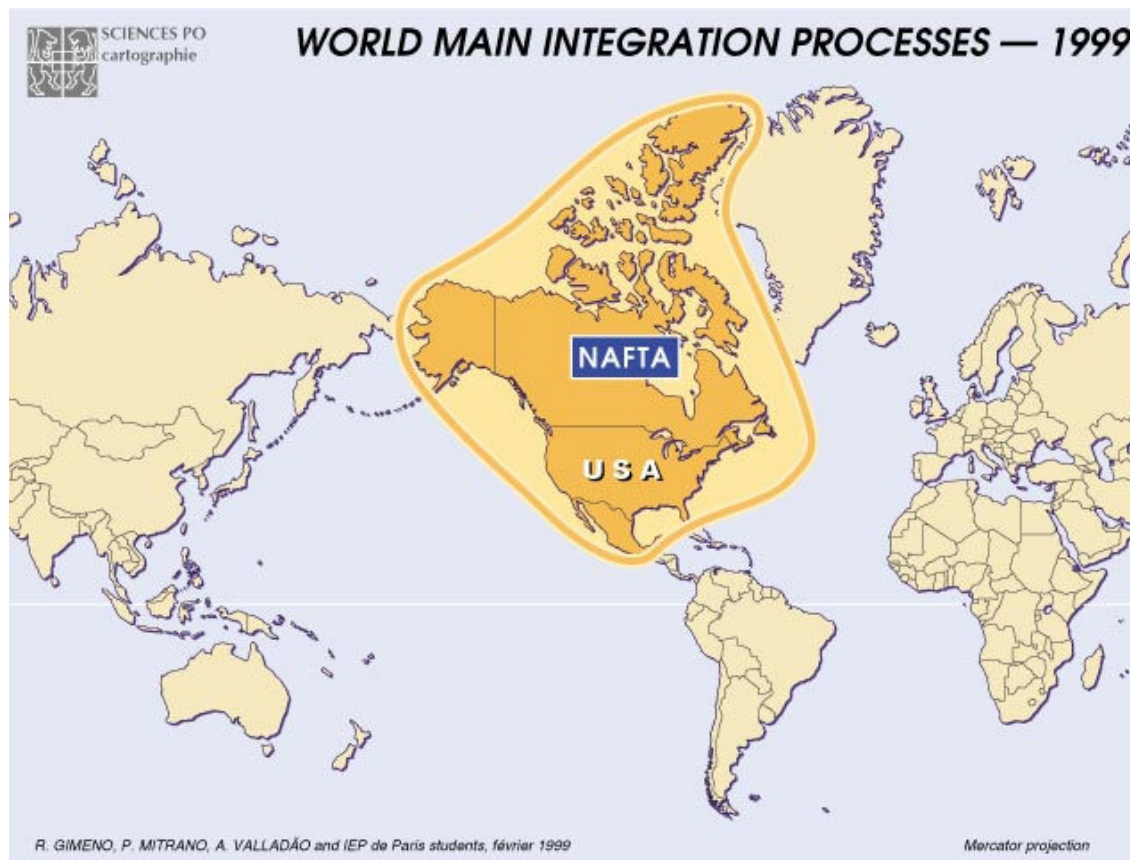 SCIENCES PO
cartographie
WORLD MAIN INTEGRATION PROCESSES — 1999
NAFTA
USA
R. GIMENO, P. MITRANO, A. VALLADÃO and IEP de Paris students, février 1999
Mercator projection